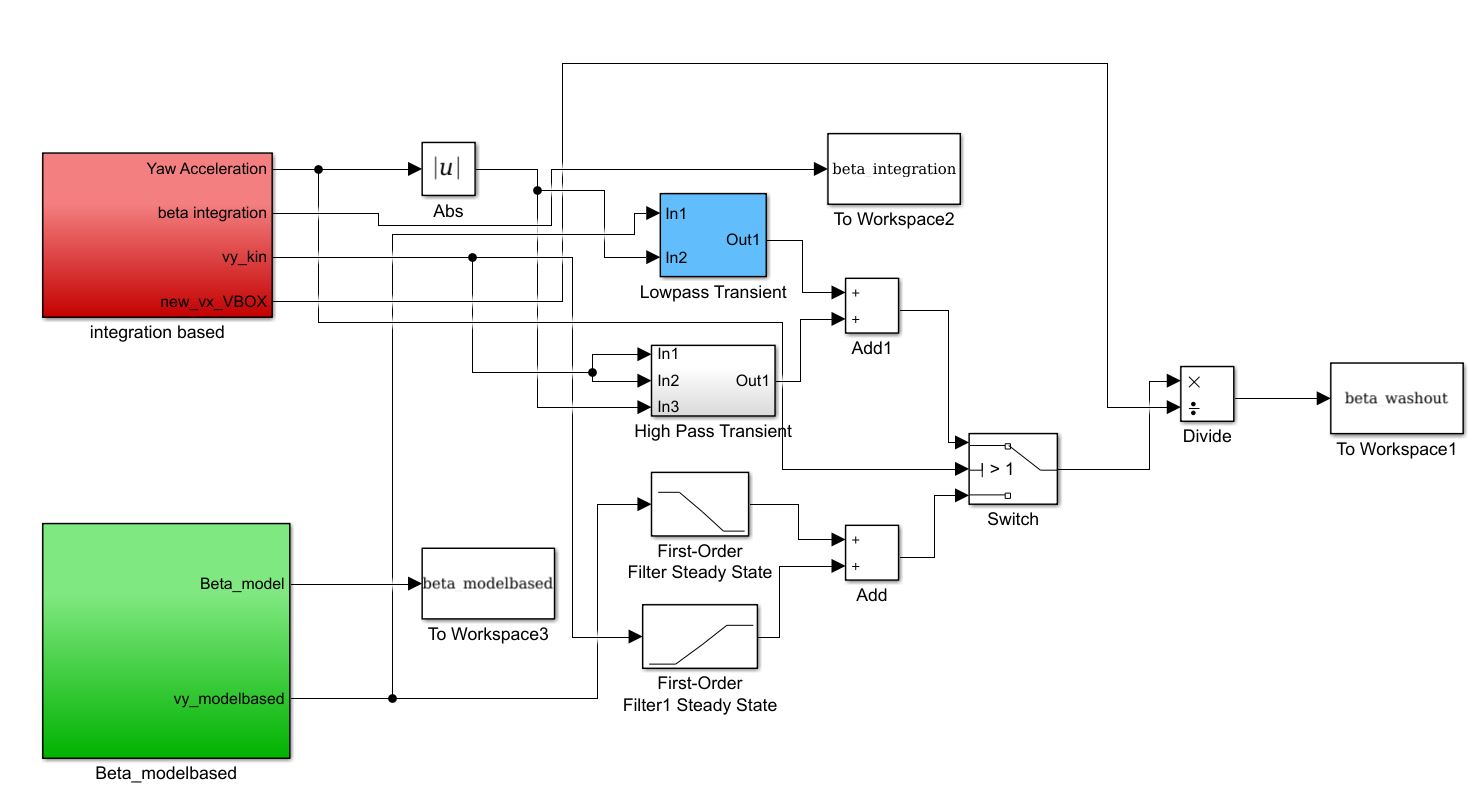 Yaw Acceleration
beta integration
vy_kin
new_vx_VBOX
integration based
|u|
Abs
beta integration
To Workspace2
In1
In2
Out1
Lowpass Transient
+
+
Add1
In1
In2
In3
Out1
High Pass Transient
> 1
Switch
×
÷
Divide
beta washout
To Workspace1
First-Order
Filter Steady State
+
+
Add
First-Order
Filter1 Steady State
Beta_model
vy_modelbased
Beta_modelbased
beta modelbased
To Workspace3